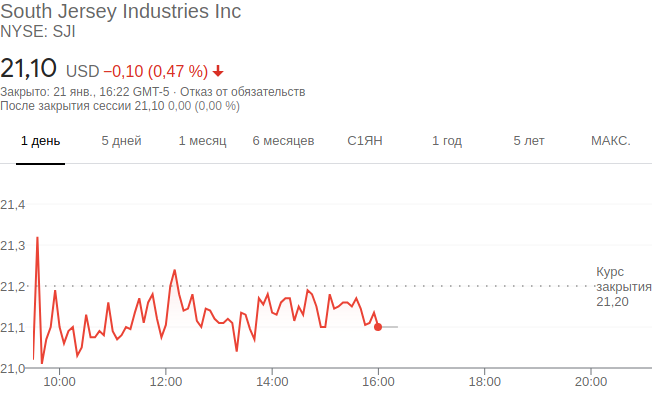 South Jersey Industries Inc
NYSE: SJI
21,10 USD −0,10 (0,47 %)
Закрыто: 21 янв., 16:22 GMT-5 · Отказ от обязательств
После закрытия сессии 21,10 0,00 (0,00 %)
1 день 5 дней 1 месяц 6 месяцев С1ЯН 1 год 5 лет МАКС.
21,4
21,3
21,2
21,1
21,0
Курс
закрытия
21,20
10:00 12:00 14:00 16:00 18:00 20:00